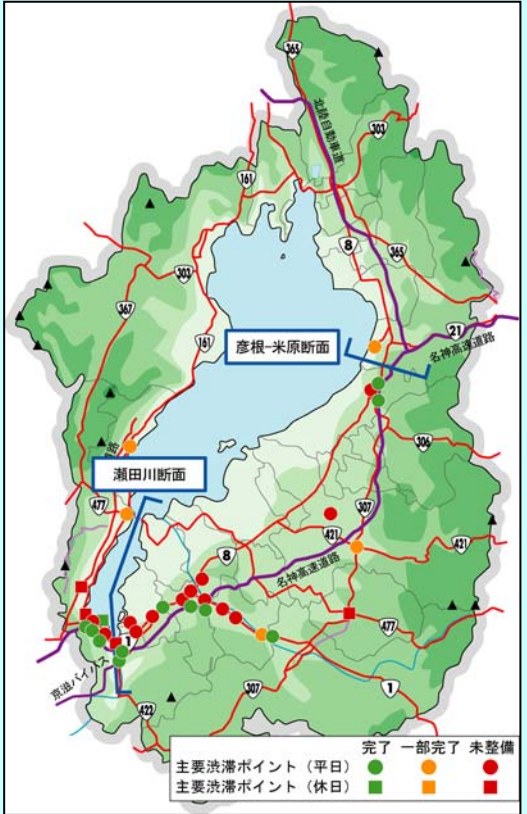 365
北陸自動車道
303
161
8
365
303
367
161
21
名神高速道路
彦根-米原断面
306
道路
瀬田川断面
477
307
421
421
8
名神高速道路
477
1
京滋バイパス
307
1
422
完了 一部完了 未整備
主要渋滞ポイント（平日）
主要渋滞ポイント（休日）